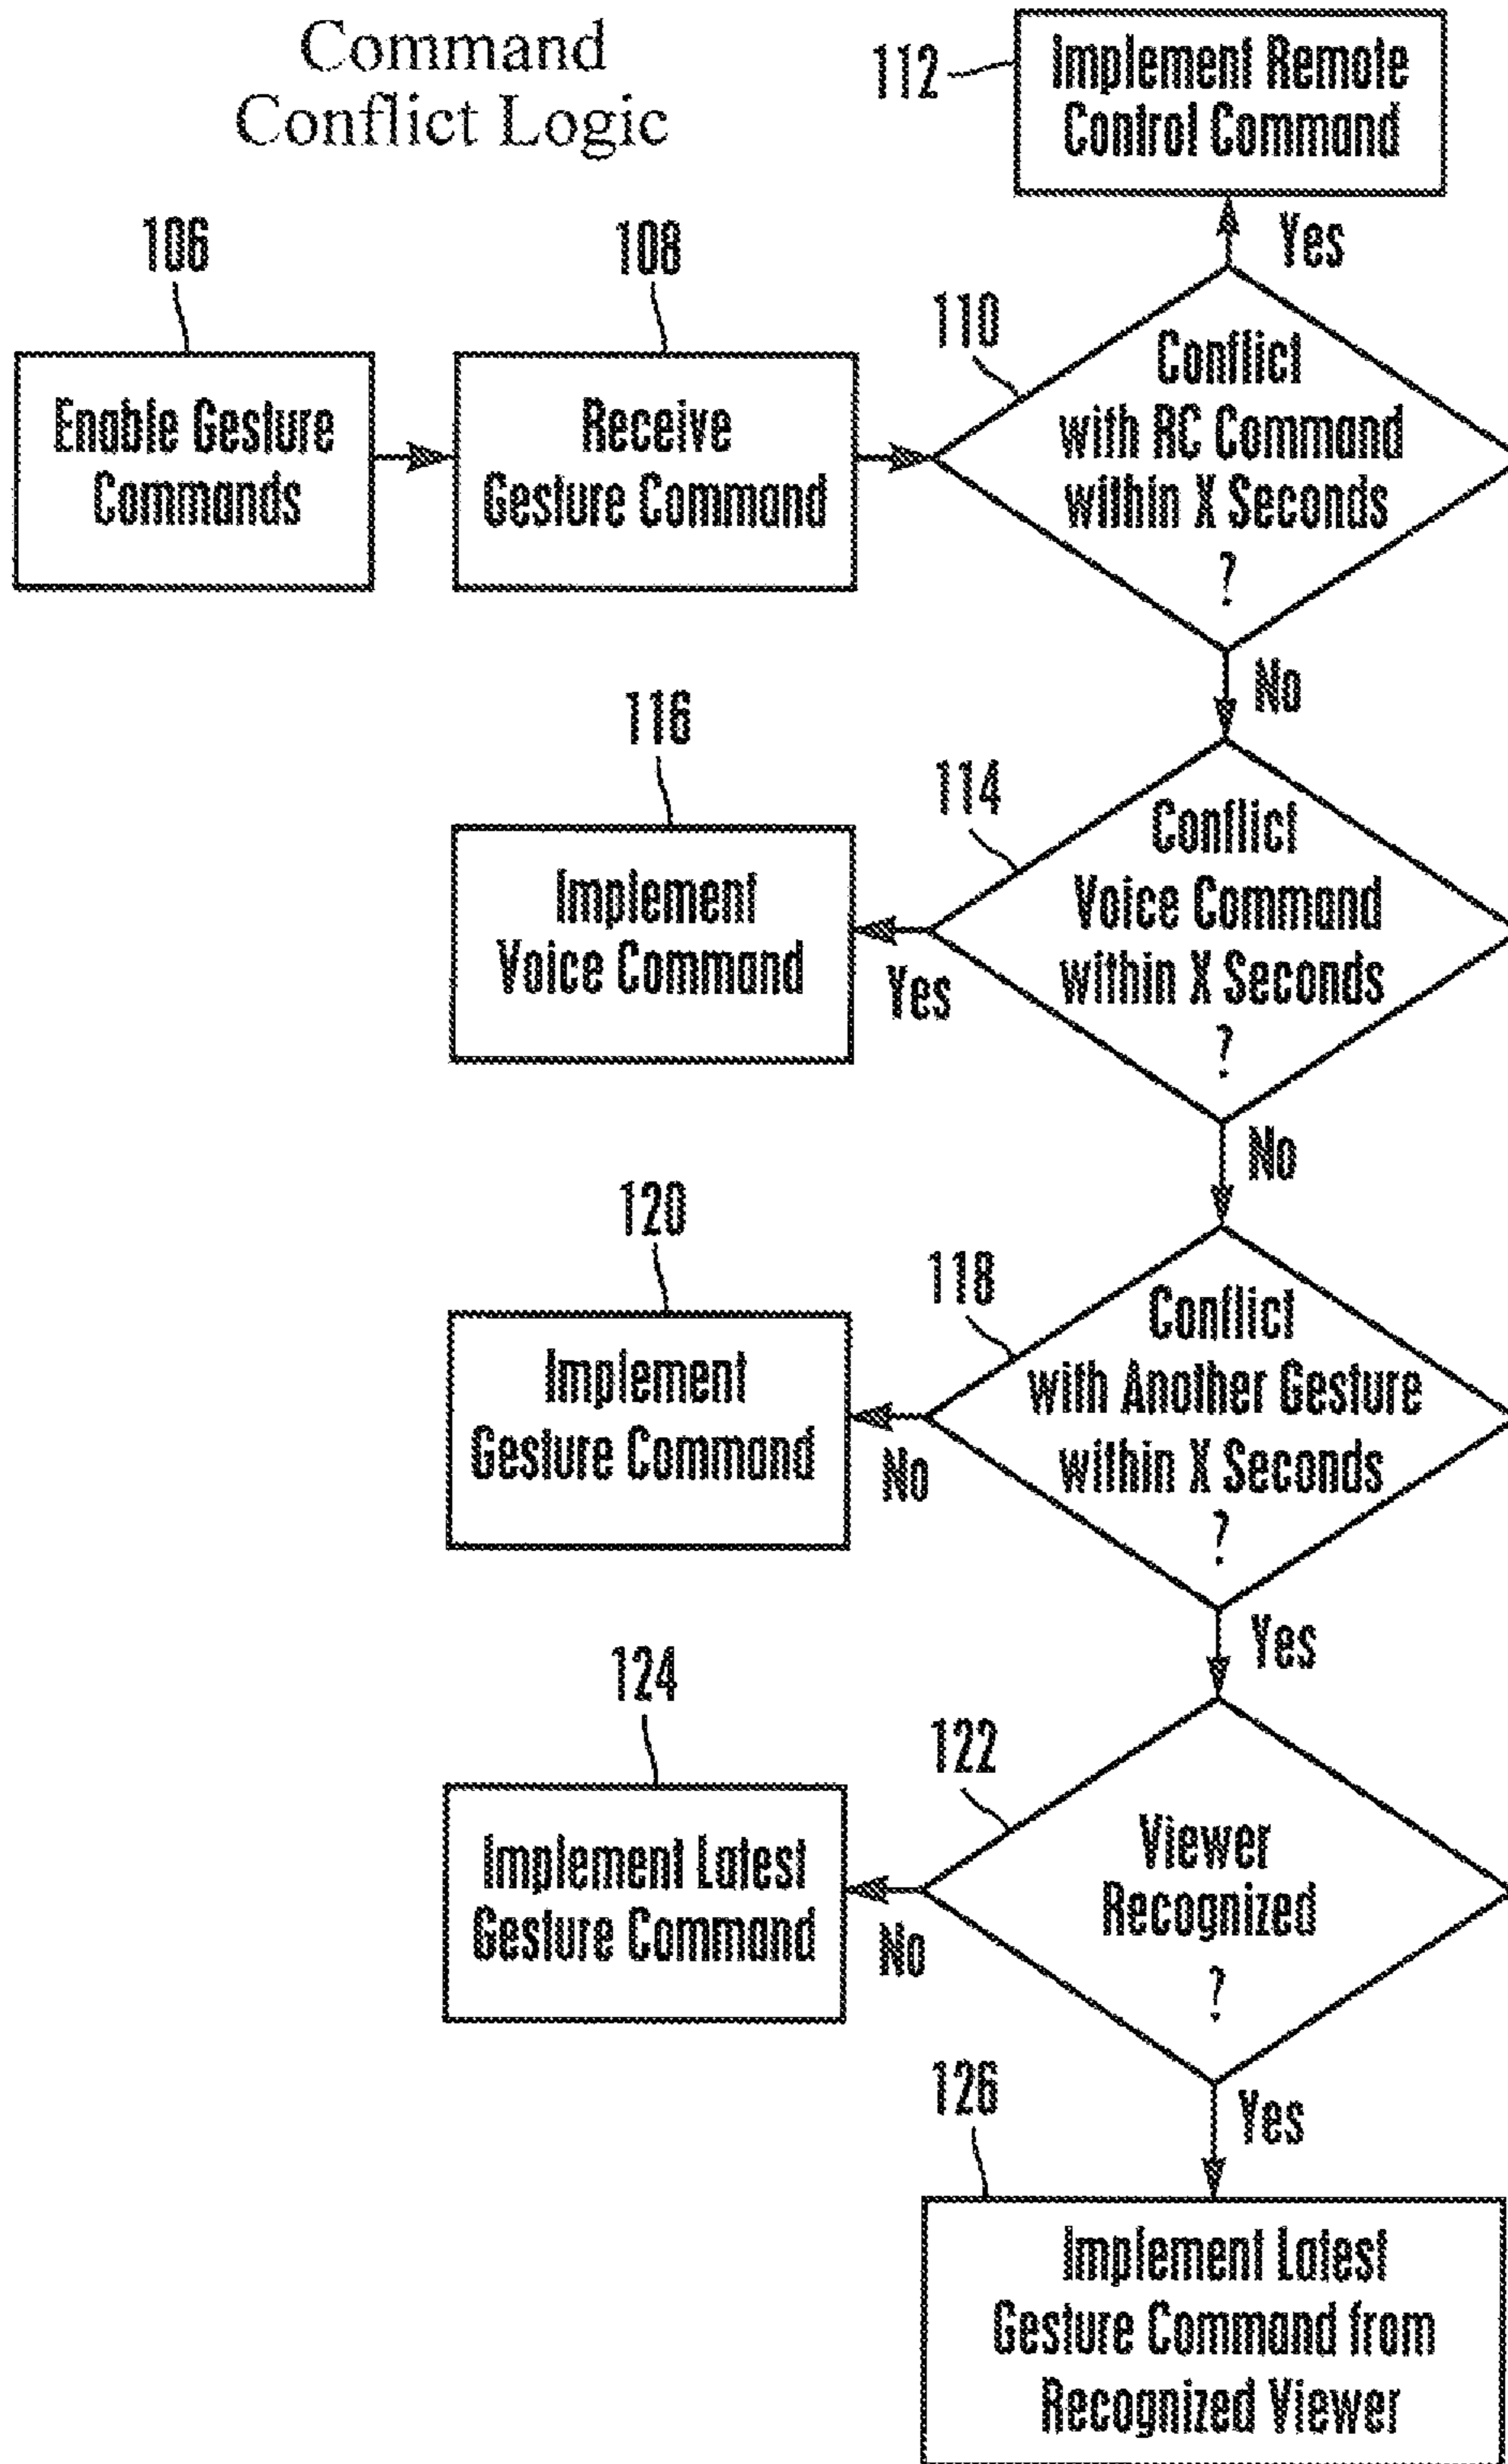 Command
Conflict Logic
112
Implement Remote
Control Command
Yes
106
Enable Gesture
Commands
108
Receive
Gesture Command
110
Conflict
with RC Command
within X Seconds
?
No
116
Implement
Voice Command
Yes
114
Conflict
Voice Command
within X Seconds
?
No
120
Implement
Gesture Command
No
118
Conflict
with Another Gesture
within X Seconds
?
Yes
124
Implement Latest
Gesture Command
No
122
Viewer
Recognized
?
Yes
126
Implement Latest
Gesture Command from
Recognized Viewer